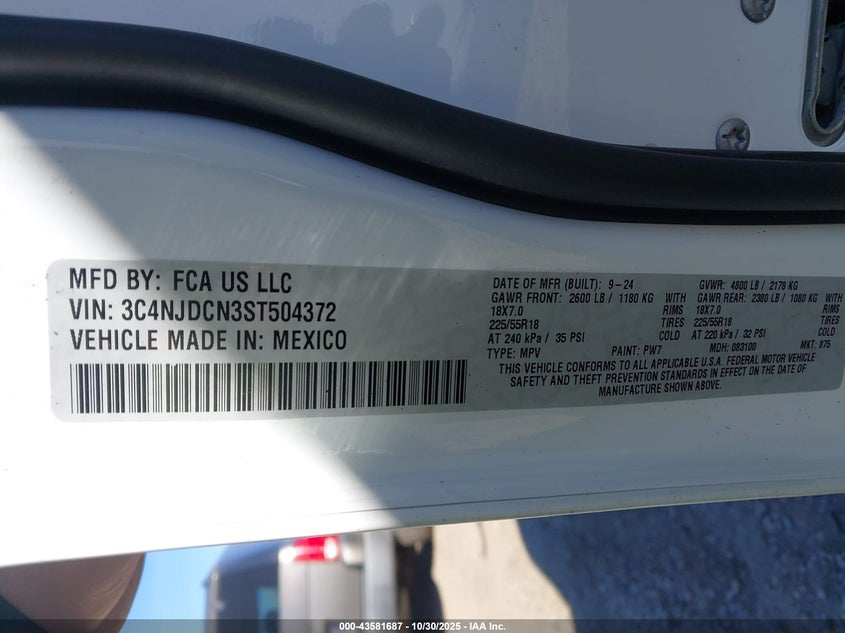 MFD BY: FCA US LLC
VIN: 3C4NJDCN3ST504372
VEHICLE MADE IN: MEXICO
DATE OF MFR (BUILT): 9-24 GVWR: 4800 LB / 2178 KG
GAWR FRONT: 2600 LB / 1180 KG WITH GAWR REAR: 2380 LB / 1080 KG
18X7.0 RIMS 18X7.0
225/55R18 TIRES 225/55R18
AT 240 kPa / 35 PSI COLD AT 220 kPa / 32 PSI
TYPE: MPV PAINT: PW7 MDH: 083100 MKT: 875
THIS VEHICLE CONFORMS TO ALL APPLICABLE U.S.A. FEDERAL MOTOR VEHICLE
SAFETY AND THEFT PREVENTION STANDARDS IN EFFECT ON THE DATE OF
MANUFACTURE SHOWN ABOVE.
000-43581687 - 10/30/2025 - IAA Inc.